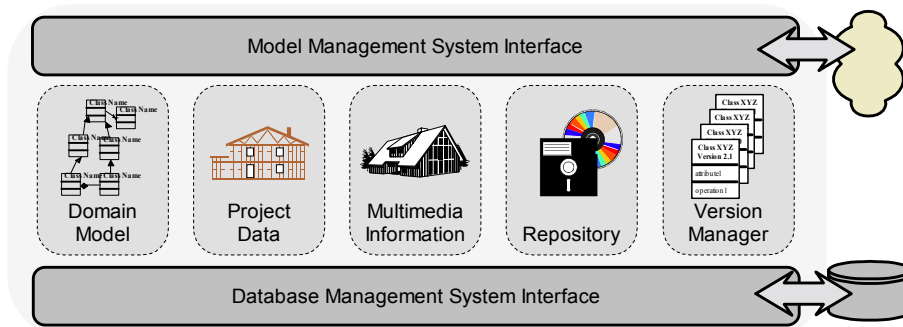 Model Management System Interface
Class Name
Class Name
Class Name
Class Name
Class Name
Class Name
Domain
Model
Project
Data
Multimedia
Information
Repository
Class XYZ
Class XYZ
Class XYZ
Class XYZ
Version 2.1
attribute1
operation1
Version
Manager
Database Management System Interface